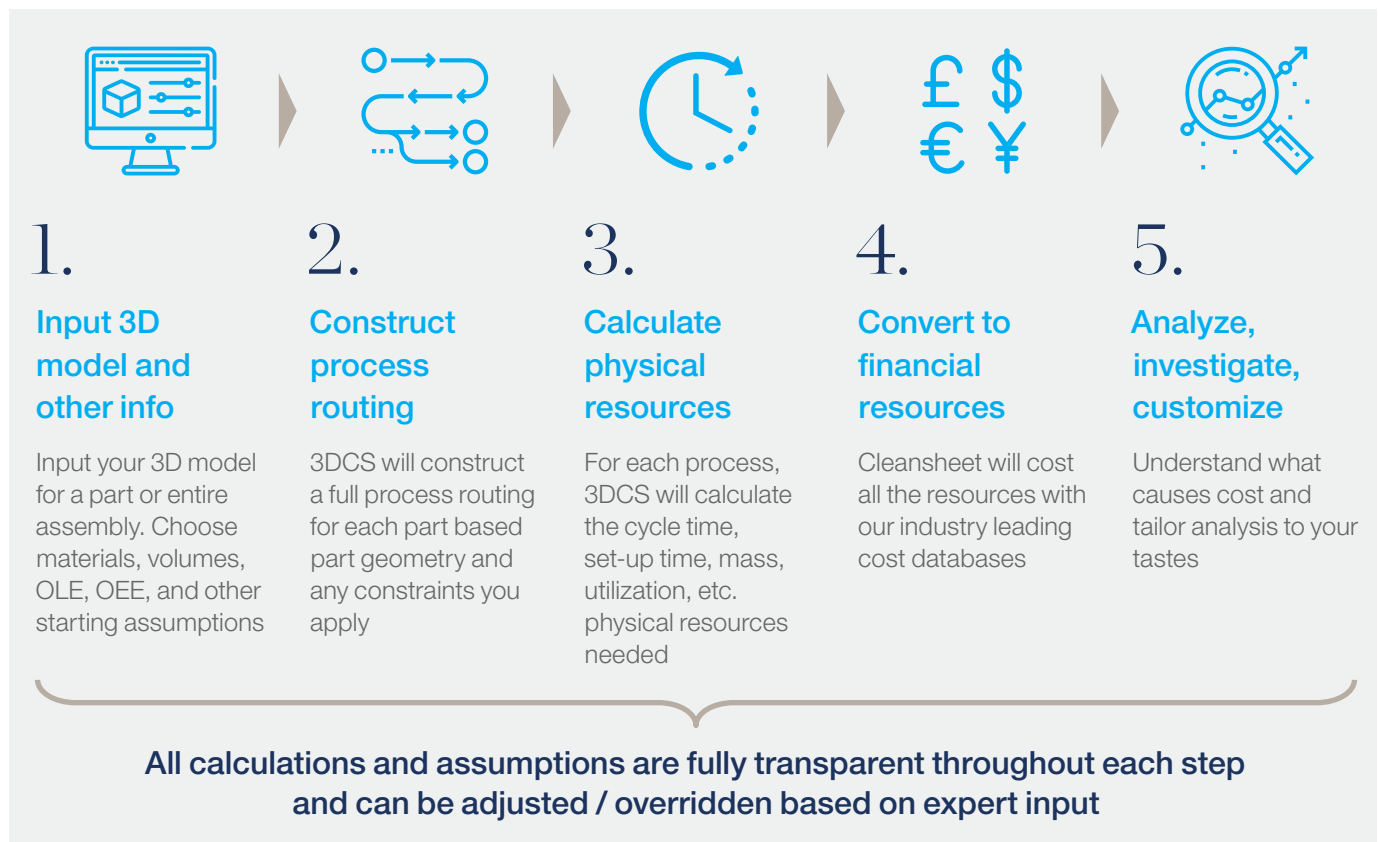 1.
Input 3D
model and
other info
Input your 3D model
for a part or entire
assembly. Choose
materials, volumes,
OLE, OEE, and other
starting assumptions
2.
Construct
process
routing
3DCS will construct
a full process routing
for each part based
part geometry and
any constraints you
apply
3.
Calculate
physical
resources
For each process,
3DCS will calculate
the cycle time,
set-up time, mass,
utilization, etc.
physical resources
needed
£ $
€ ¥
4.
Convert to
financial
resources
Cleansheet will cost
all the resources with
our industry leading
cost databases
5.
Analyze,
investigate,
customize
Understand what
causes cost and
tailor analysis to your
tastes
All calculations and assumptions are fully transparent throughout each step
and can be adjusted / overridden based on expert input